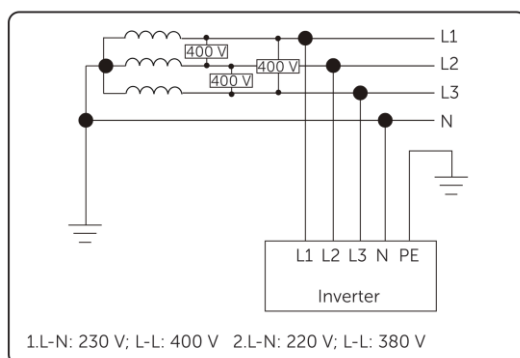 L1
400 V
L2
400 V
400 V
L3
N
L1 L2 L3 N PE
Inverter
1.L-N: 230 V; L-L: 400 V 2.L-N: 220 V; L-L: 380 V